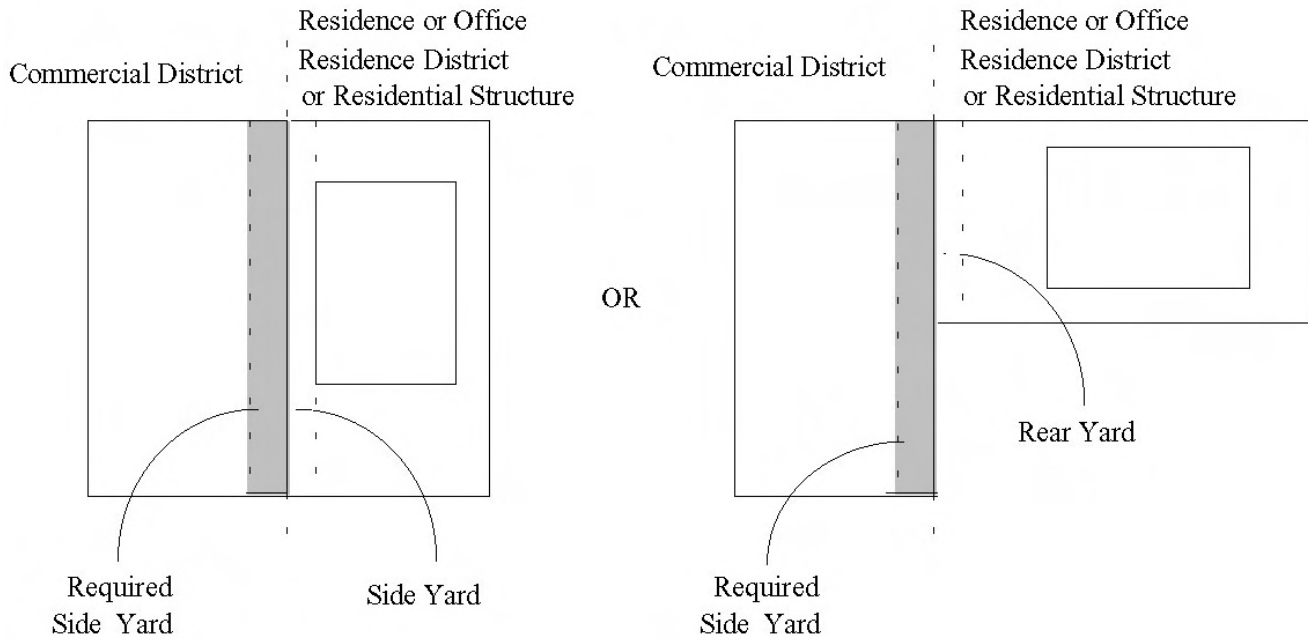 Commercial District
Residence or Office
Residence District
or Residential Structure
Required
Side Yard
Side Yard
OR
Commercial District
Residence or Office
Residence District
or Residential Structure
Rear Yard
Required
Side Yard